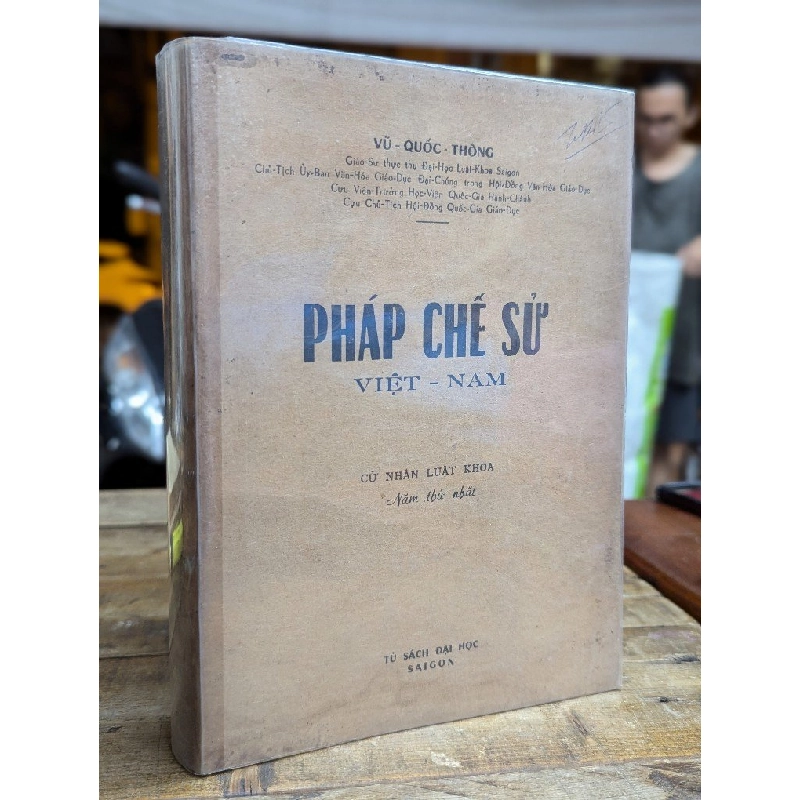 VŨ - QUỐC - THÔNG
Giáo-Sư thực thụ Đại-Học Luật-Khoa Saigon
Chủ-Tịch Ủy-Ban Văn-Hóa Giáo-Dục Đại-Chúng trong Hội-Đồng Văn-Hóa Giáo-Dục
Cựu Viện-Trưởng Học-Viện Quốc-Gia Hành-Chánh
Cựu Chủ-Tịch Hội-Đồng Quốc-Gia Giáo-Dục
PHÁP CHẾ SỬ
VIỆT - NAM
CỬ NHÂN LUẬT KHOA
Năm thứ nhất
TỦ SÁCH ĐẠI HỌC
SAIGON